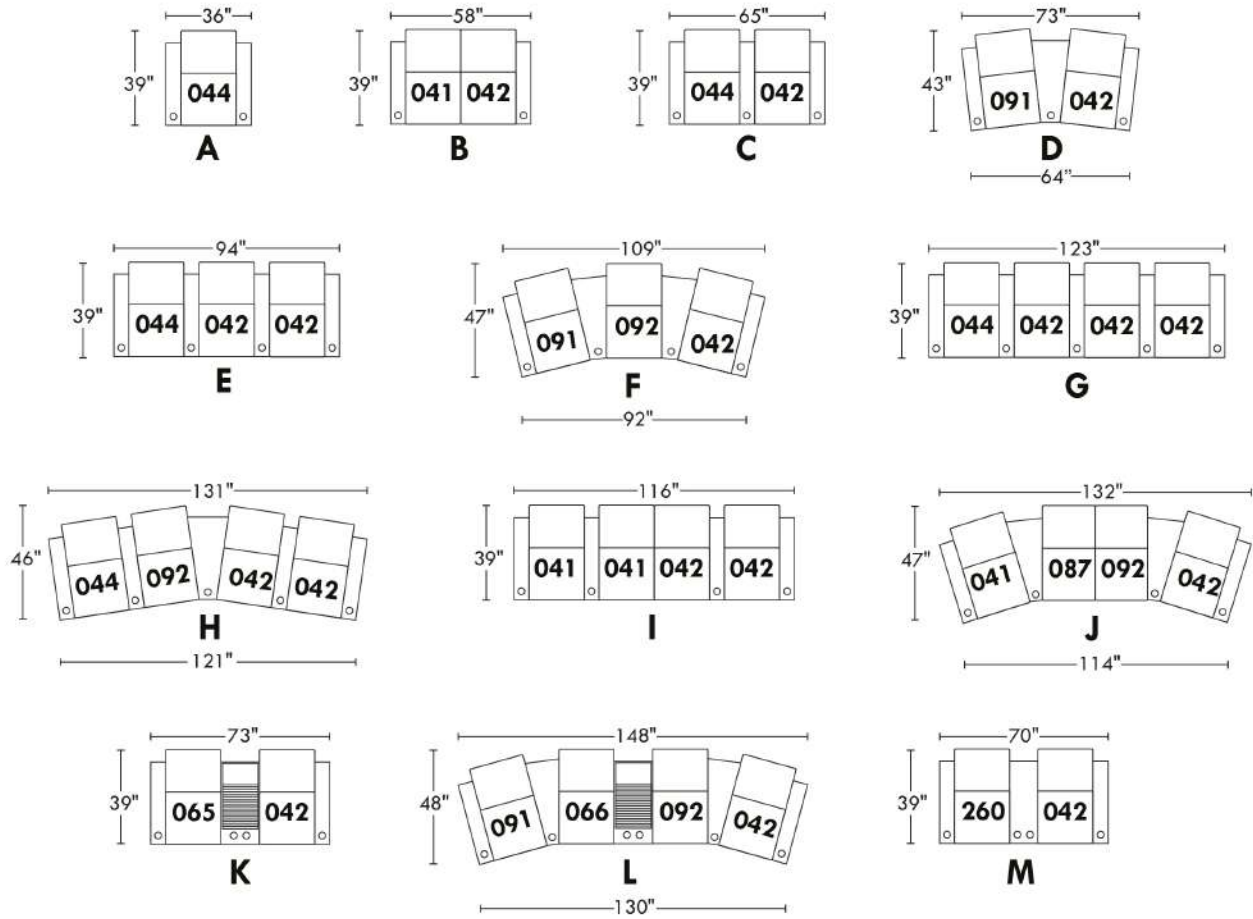 36" 58" 65" 73"
39" 39" 39" 43"
044 041 042 044 042 091 042
A B C D
64”
94" 109" 123"
39" 47" 39"
044 042 042 091 092 042 044 042 042 042
E F G
92"
131" 116" 132"
46" 39" 47"
044 092 042 042 041 041 042 042 041 087 092 042
H I J
121" 114"
73" 148" 70"
39" 48" 39"
065 042 091 066 092 042 260 042
K L M
130"